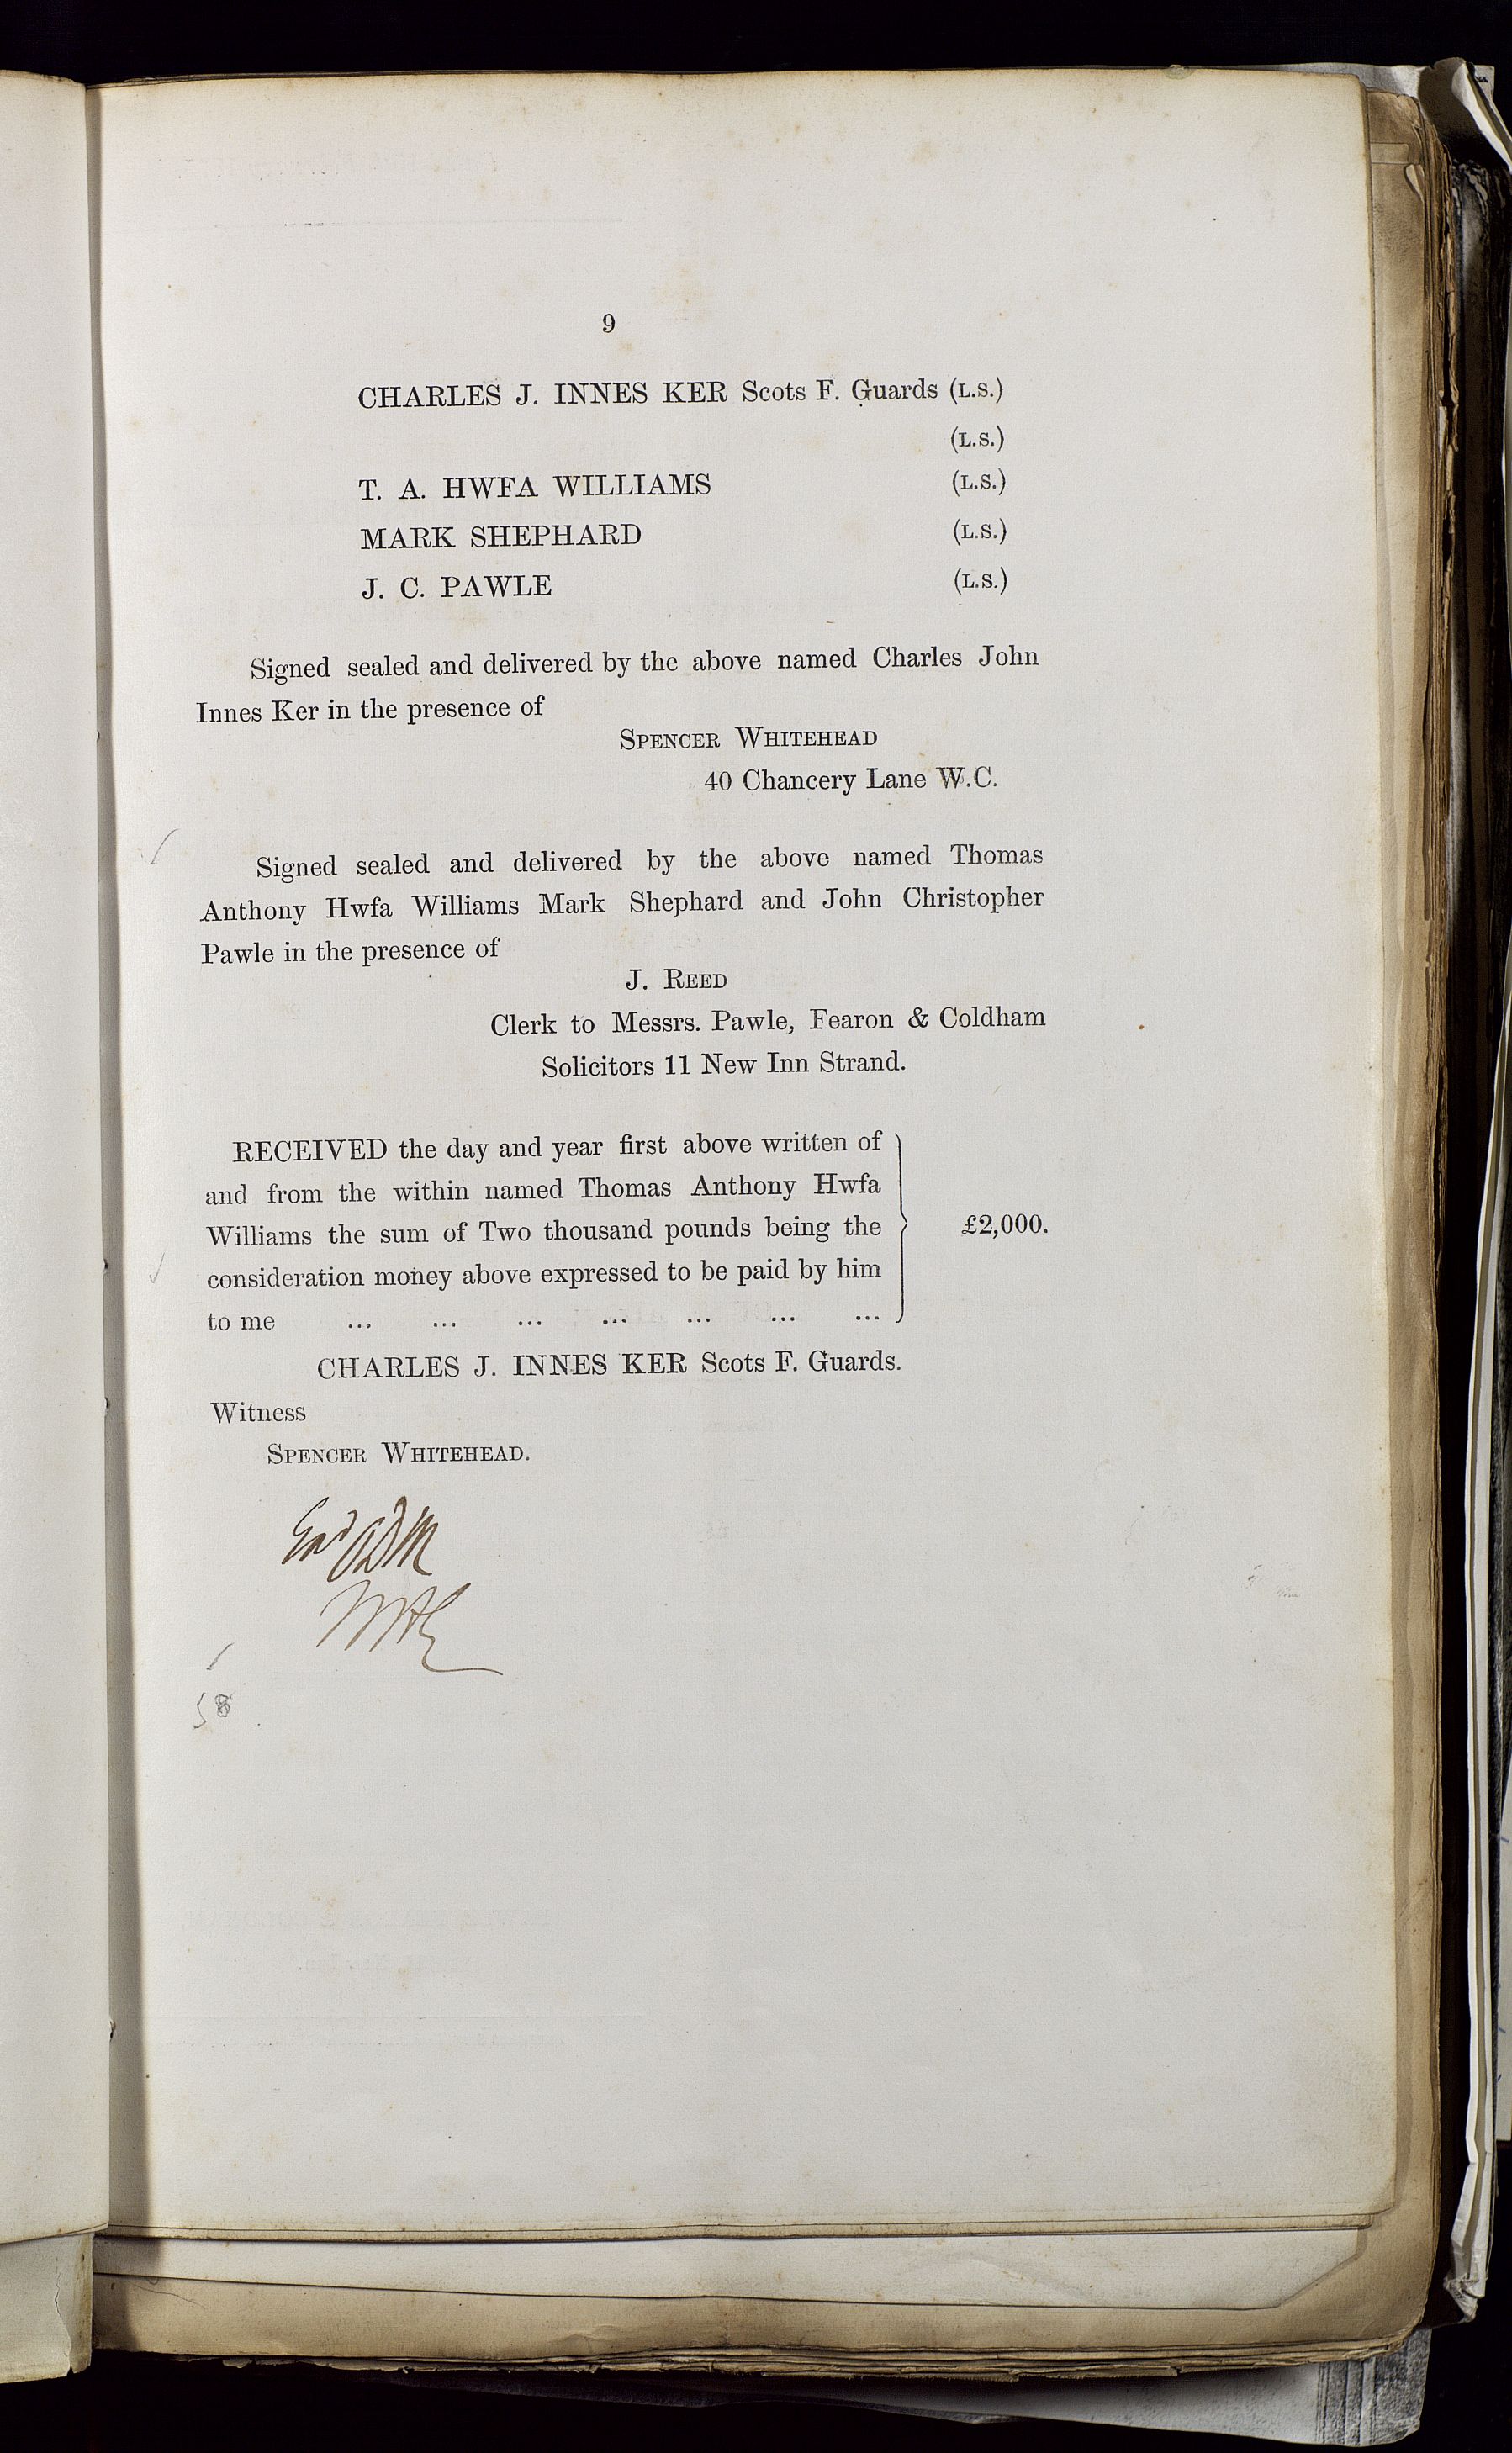 9
CHARLES J. INNES KER Scots F. Guards (L.S.)
(L.S.)
T. A. HWFA WILLIAMS (L.S.)
MARK SHEPHARD (L.S.)
J. C. PAWLE (L.S.)
Signed sealed and delivered by the above named Charles John
Innes Ker in the presence of
SPENCER WHITEHEAD
40 Chancery Lane W.C.
Signed sealed and delivered by the above named Thomas
Anthony Hwfa Williams Mark Shephard and John Christopher
Pawle in the presence of
J. REED
Clerk to Messrs. Pawle, Fearon & Coldham
Solicitors 11 New Inn Strand.
RECEIVED the day and year first above written of
and from the within named Thomas Anthony Hwfa
Williams the sum of Two thousand pounds being the £2,000.
consideration money above expressed to be paid by him
to me ... ... ... ... ... ... ...
CHARLES J. INNES KER Scots F. Guards.
Witness
SPENCER WHITEHEAD.